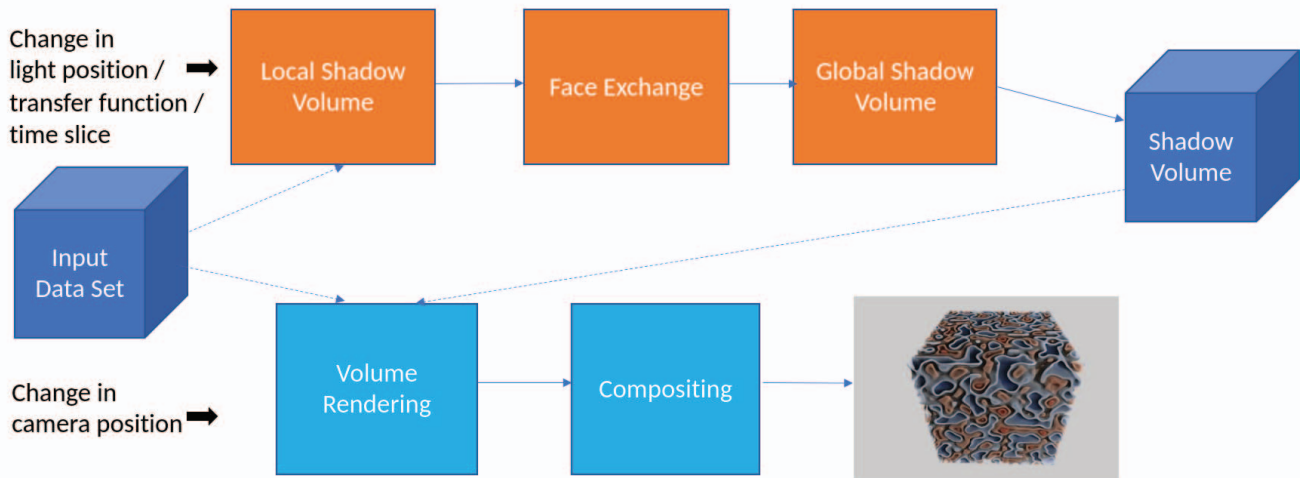 Change in
light position /
transfer function /
time slice
Local Shadow
Volume
Face Exchange
Global Shadow
Volume
Shadow
Volume
Input
Data Set
Change in
camera position
Volume
Rendering
Compositing